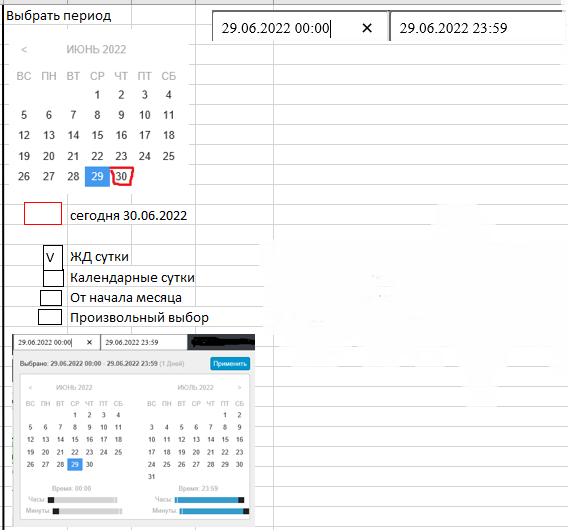 Выбрать период
29.06.2022 00:00 ✕ 29.06.2022 23:59
< ИЮНЬ 2022
ВС ПН ВТ СР ЧТ ПТ СБ
1 2 3 4
5 6 7 8 9 10 11
12 13 14 15 16 17 18
19 20 21 22 23 24 25
26 27 28 29 30
сегодня 30.06.2022
V ЖД сутки
Календарные сутки
От начала месяца
Произвольный выбор
29.06.2022 00:00 ✕ 29.06.2022 23:59
Выбрано: 29.06.2022 00:00 - 29.06.2022 23:59 (1 Дней) Применить
< ИЮНЬ 2022
ВС ПН ВТ СР ЧТ ПТ СБ
1 2 3 4
5 6 7 8 9 10 11
12 13 14 15 16 17 18
19 20 21 22 23 24 25
26 27 28 29 30
Время: 00:00
Часы:
Минуты:
ИЮЛЬ 2022 >
ВС ПН ВТ СР ЧТ ПТ СБ
1 2
3 4 5 6 7 8 9
10 11 12 13 14 15 16
17 18 19 20 21 22 23
24 25 26 27 28 29 30
31
Время: 23:59
Часы:
Минуты: